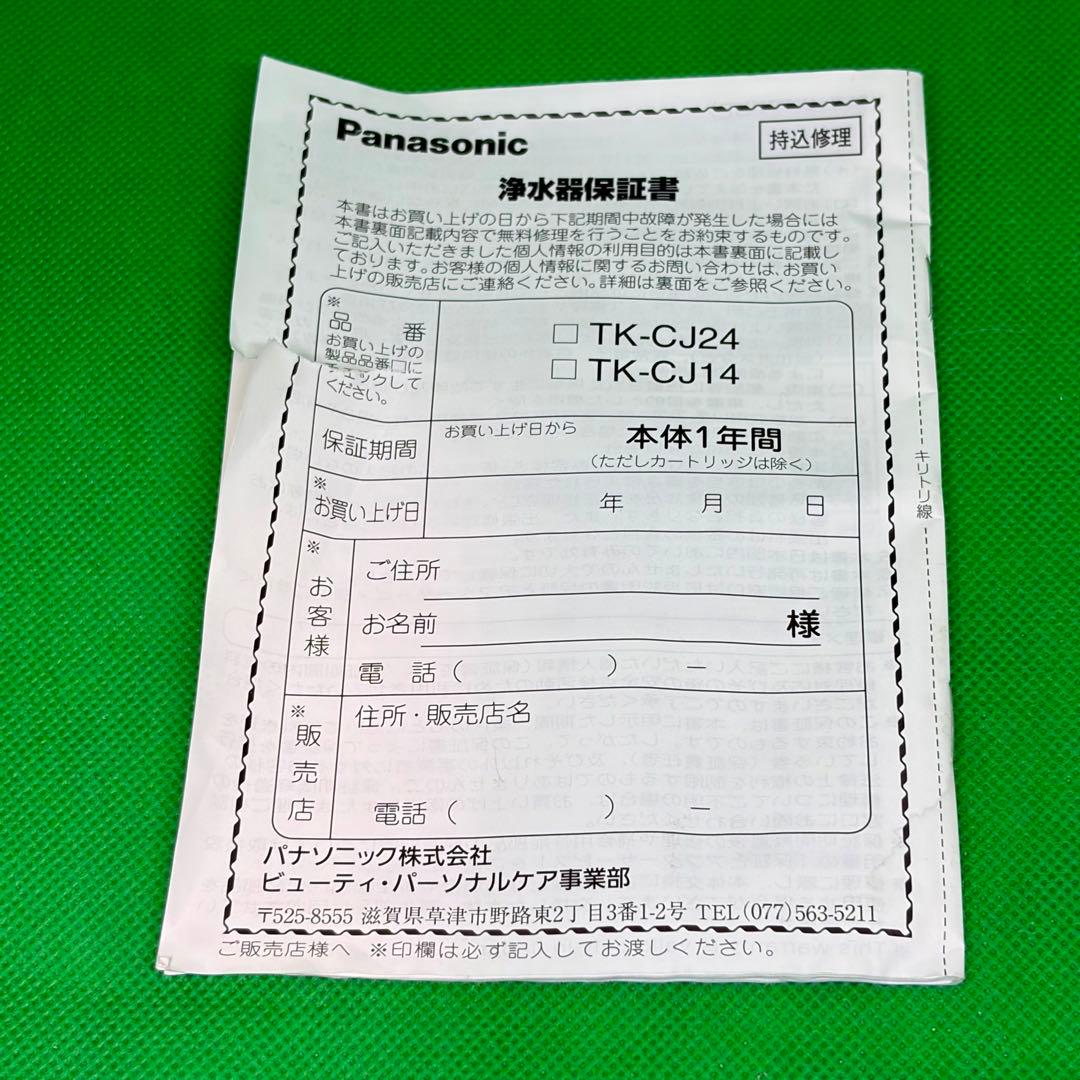 Panasonic
持込修理
浄水器保証書
本書はお買い上げの日から下記期間中故障が発生した場合には
本書裏面記載内容で無料修理を行うことをお約束するものです。
ご記入いただきました個人情報の利用目的は本書裏面に記載し
ております。お客様の個人情報に関するお問い合わせは、お買い
上げの販売店にご連絡ください。詳細は裏面をご参照ください。
※
品 番
お買い上げの
製品品番□に
チェックして
ください。
□ TK-CJ24
□ TK-CJ14
保証期間
お買い上げ日から 本体1年間
(ただしカートリッジは除く)
※
お買い上げ日
年 月 日
※
お客様
ご住所
お名前 様
電話( )
※
販売店
住所・販売店名
電話( ) ー
パナソニック株式会社
ビューティ・パーソナルケア事業部
〒525-8555 滋賀県草津市野路東2丁目3番1-2号 TEL(077)563-5211
ご販売店様へ ※印欄は必ず記入してお渡しください。
キリトリ線